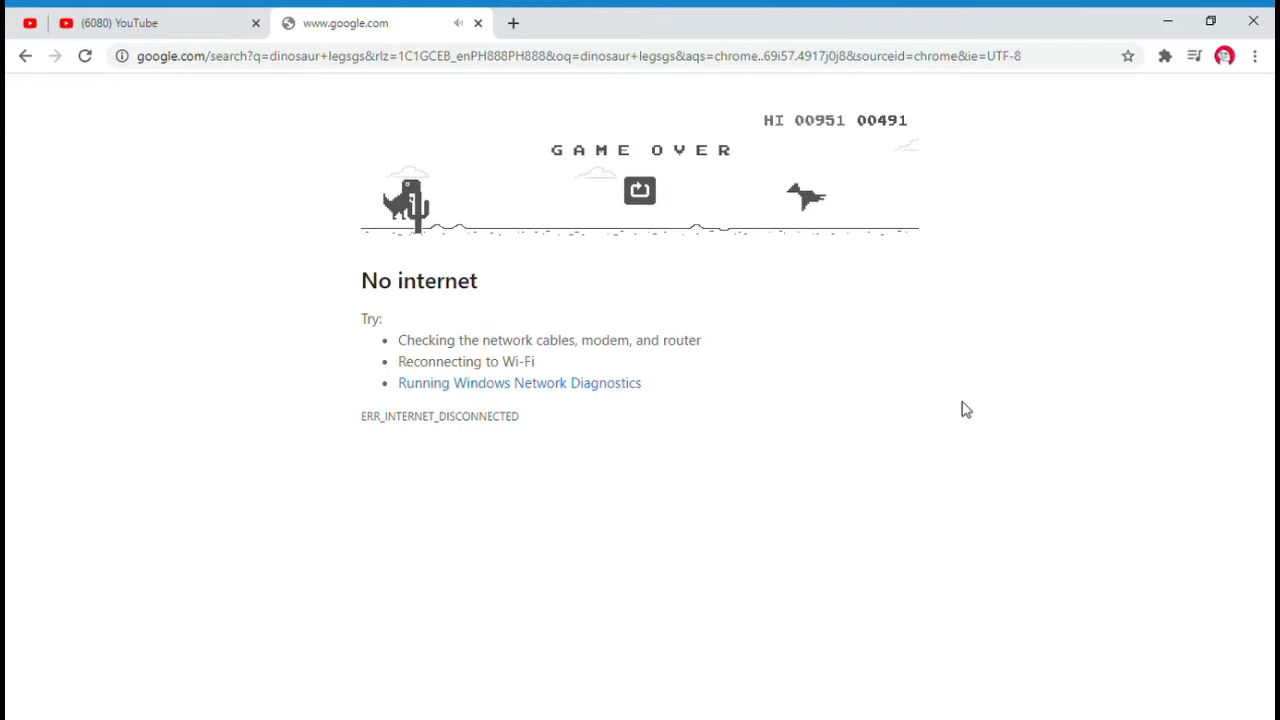 (6080) YouTube
www.google.com
google.com/search?q=dinosaur+legsgs&rlz=1C1GCEB_enPH888PH888&oq=dinosaur+legsgs&aqs=chrome..69i57.4917j0j8&sourceid=chrome&ie=UTF-8
HI 00951 00491
GAME OVER
No internet
Try:
• Checking the network cables, modem, and router
• Reconnecting to Wi-Fi
• Running Windows Network Diagnostics
ERR_INTERNET_DISCONNECTED